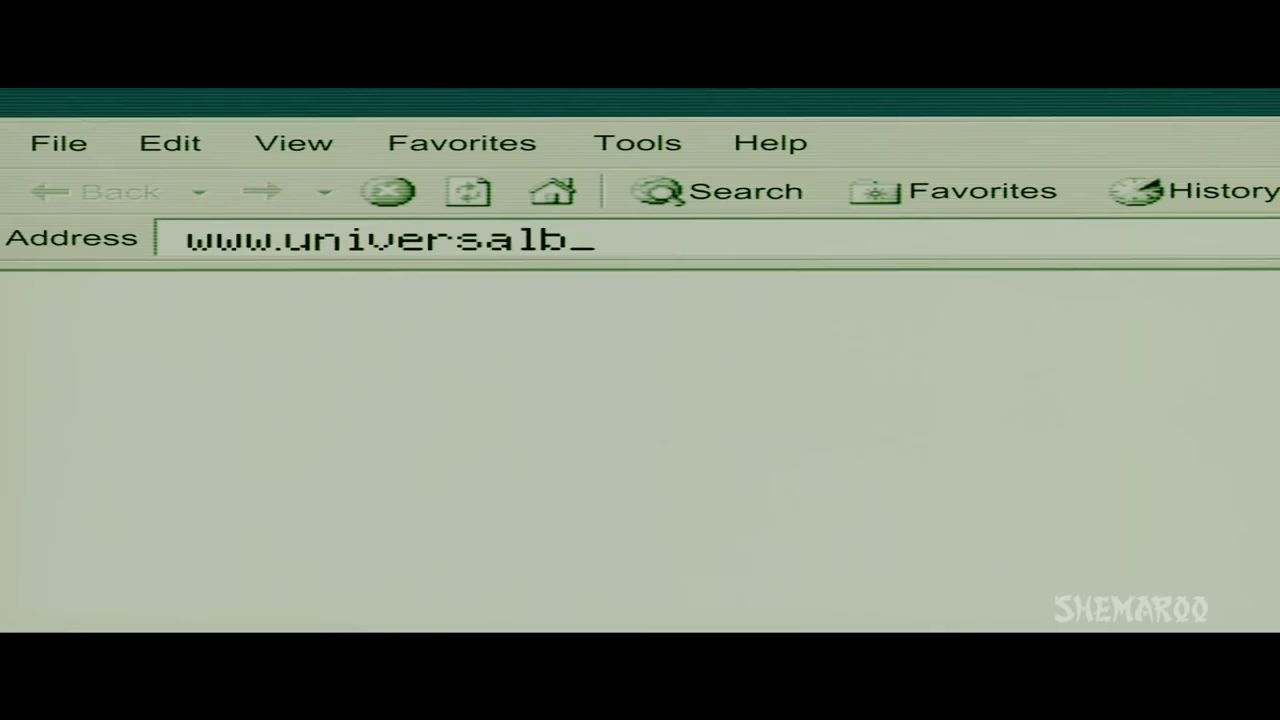 File Edit View Favorites Tools Help
Back Search Favorites History
Address www.universalb_
SHEMAROO